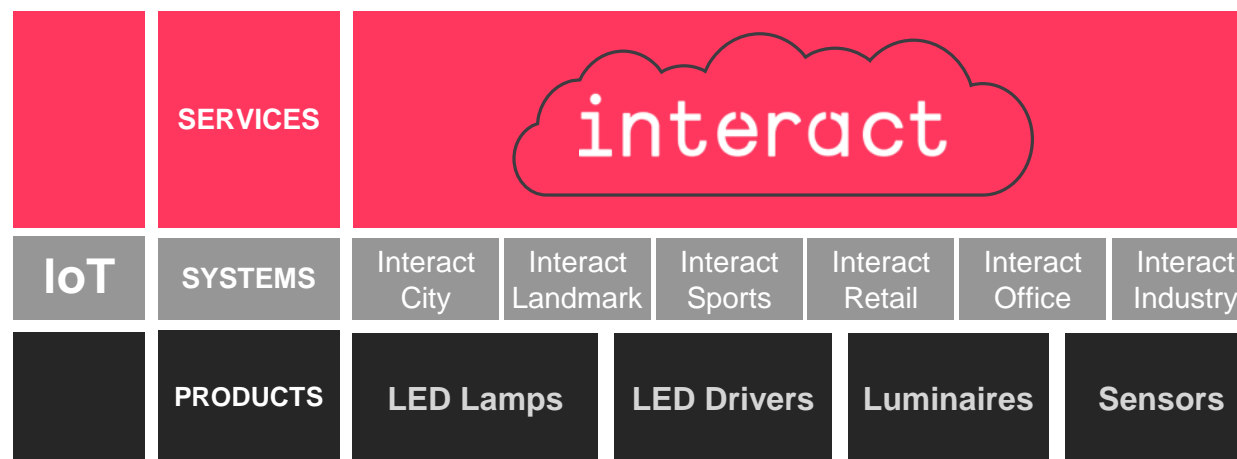 SERVICES
interact
IoT
SYSTEMS
Interact
City
Interact
Landmark
Interact
Sports
Interact
Retail
Interact
Office
Interact
Industry
PRODUCTS
LED Lamps
LED Drivers
Luminaires
Sensors